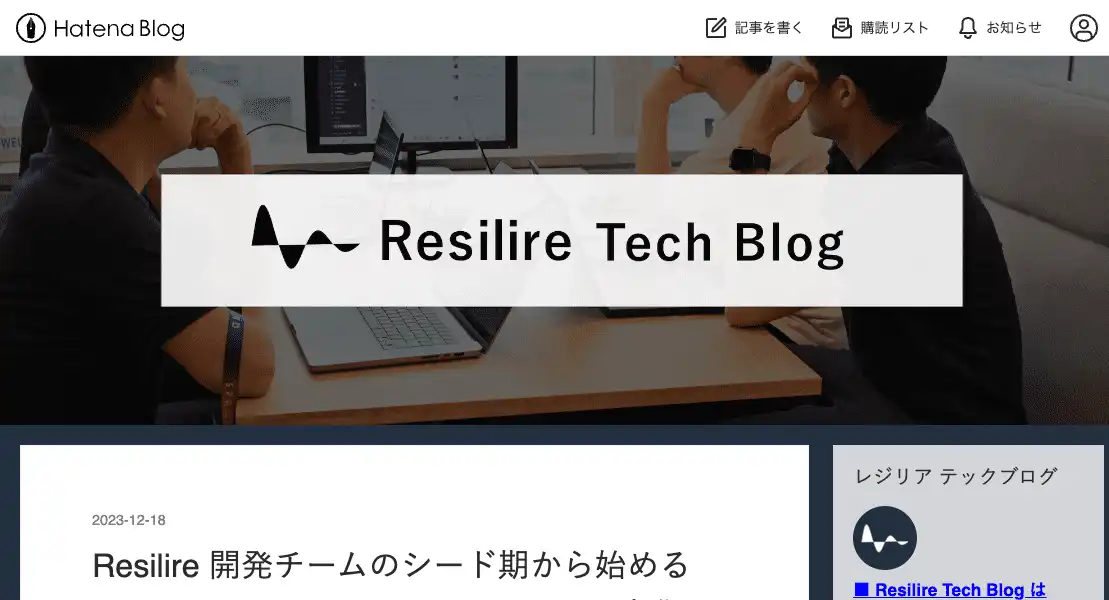 Hatena Blog
記事を書く
購読リスト
お知らせ
Resilire Tech Blog
2023-12-18
Resilire 開発チームのシード期から始める
レジリア テックブログ
■ Resilire Tech Blog は